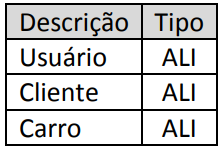 Descrição Tipo
Usuário ALI
Cliente ALI
Carro ALI